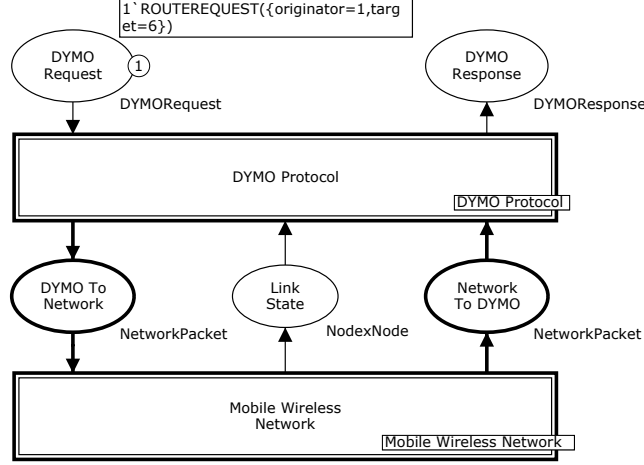 1`ROUTEREQUEST({originator=1,targ
et=6})
DYMO
Request
1
DYMORequest
DYMO
Response
DYMOResponse
DYMO Protocol
DYMO Protocol
DYMO To
Network
NetworkPacket
Link
State
NodexNode
Network
To DYMO
NetworkPacket
Mobile Wireless
Network
Mobile Wireless Network